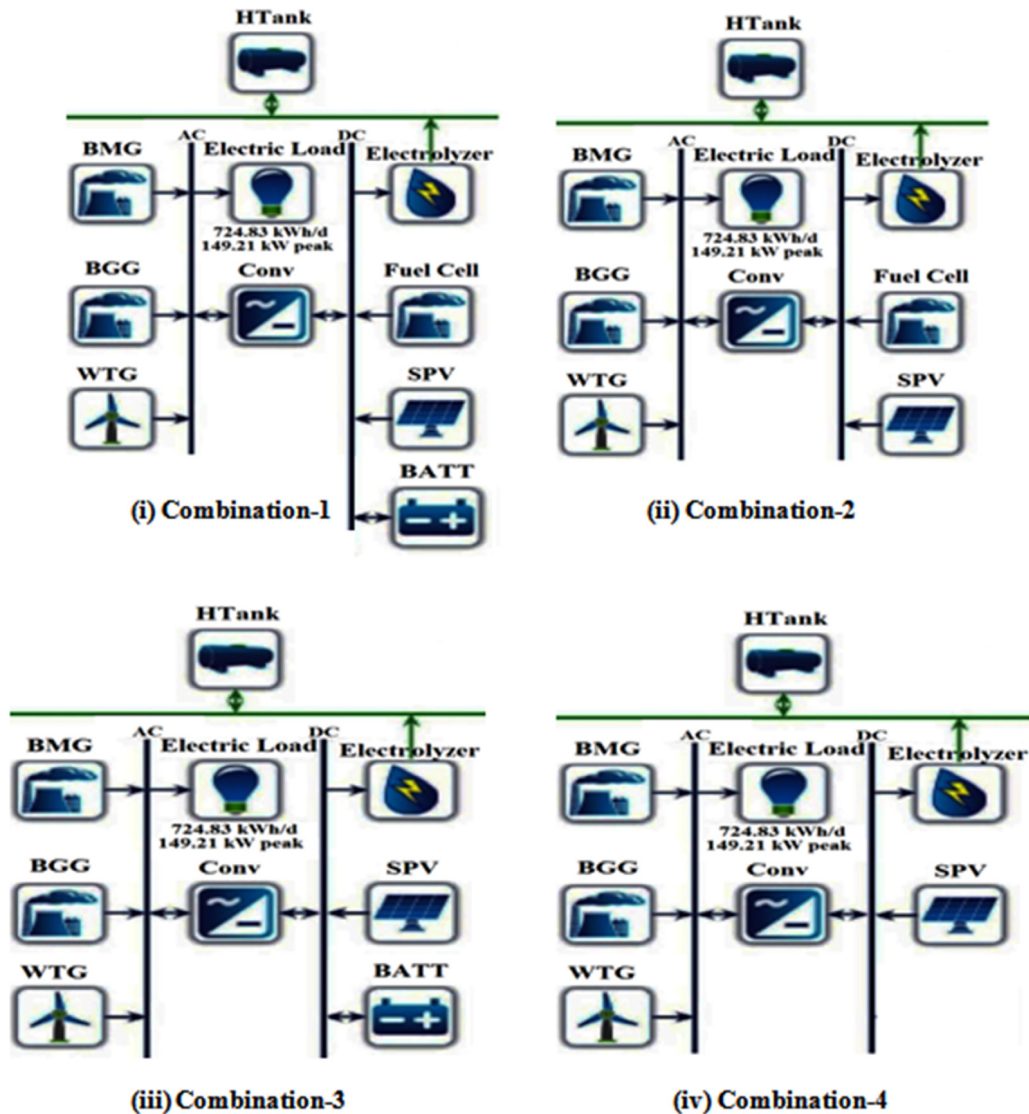 HTank
AC
DC
BMG
Electric Load
Electrolyzer
724.83 kWh/d
149.21 kW peak
BGG
Conv
Fuel Cell
WTG
SPV
BATT
(i) Combination-1
HTank
AC
DC
BMG
Electric Load
Electrolyzer
724.83 kWh/d
149.21 kW peak
BGG
Conv
Fuel Cell
WTG
SPV
(ii) Combination-2
HTank
AC
DC
BMG
Electric Load
Electrolyzer
724.83 kWh/d
149.21 kW peak
BGG
Conv
SPV
WTG
BATT
(iii) Combination-3
HTank
AC
DC
BMG
Electric Load
Electrolyzer
724.83 kWh/d
149.21 kW peak
BGG
Conv
SPV
WTG
(iv) Combination-4